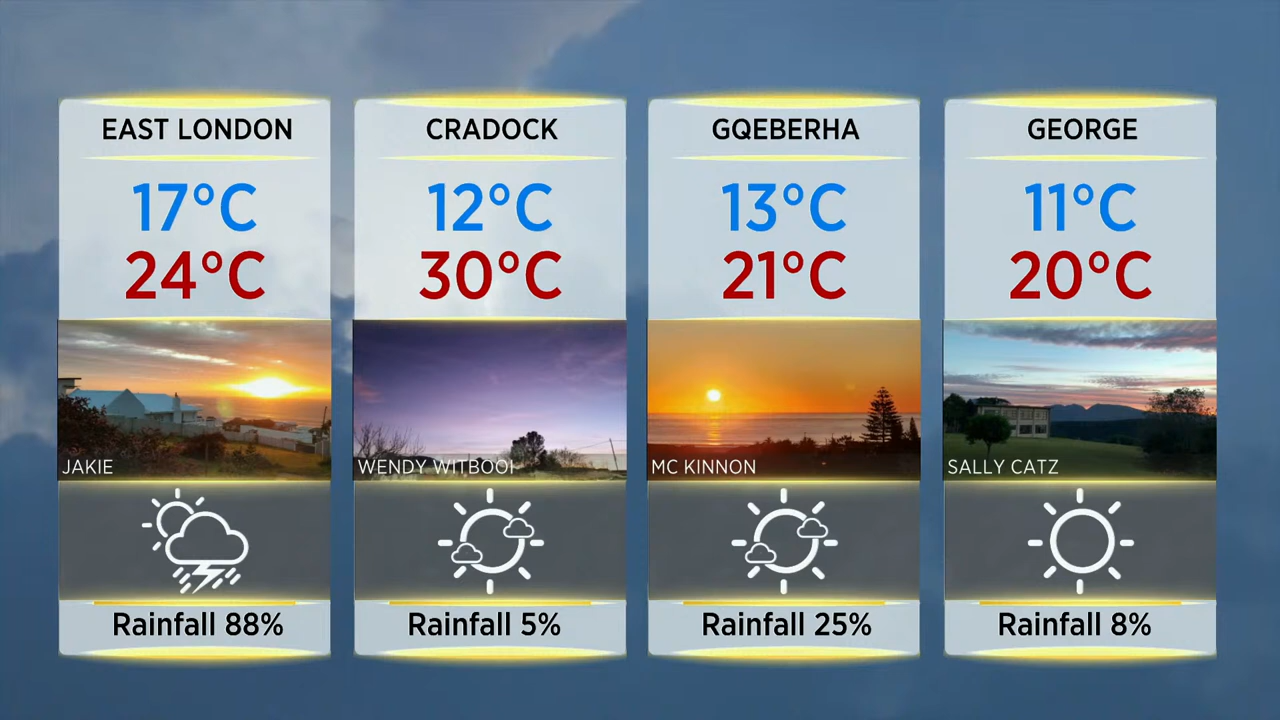 EAST LONDON
17°C
24°C
JAKIE
Rainfall 88%
CRADOCK
12°C
30°C
WENDY WITBOOI
Rainfall 5%
GQEBERHA
13°C
21°C
MC KINNON
Rainfall 25%
GEORGE
11°C
20°C
SALLY CATZ
Rainfall 8%